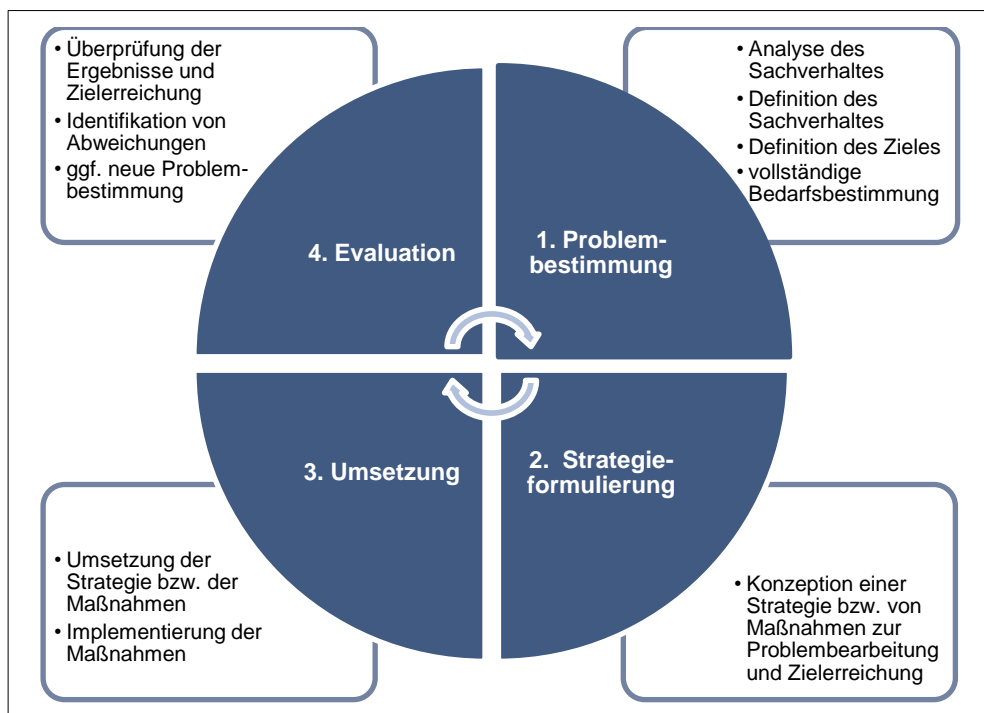 • Überprüfung der
Ergebnisse und
Zielerreichung
• Identifikation von
Abweichungen
• ggf. neue Problem-
bestimmung
• Analyse des
Sachverhaltes
• Definition des
Sachverhaltes
• Definition des Zieles
• vollständige
Bedarfsbestimmung
4. Evaluation
1. Problem-
bestimmung
3. Umsetzung
2. Strategie-
formulierung
• Umsetzung der
Strategie bzw. der
Maßnahmen
• Implementierung der
Maßnahmen
• Konzeption einer
Strategie bzw. von
Maßnahmen zur
Problembearbeitung
und Zielerreichung